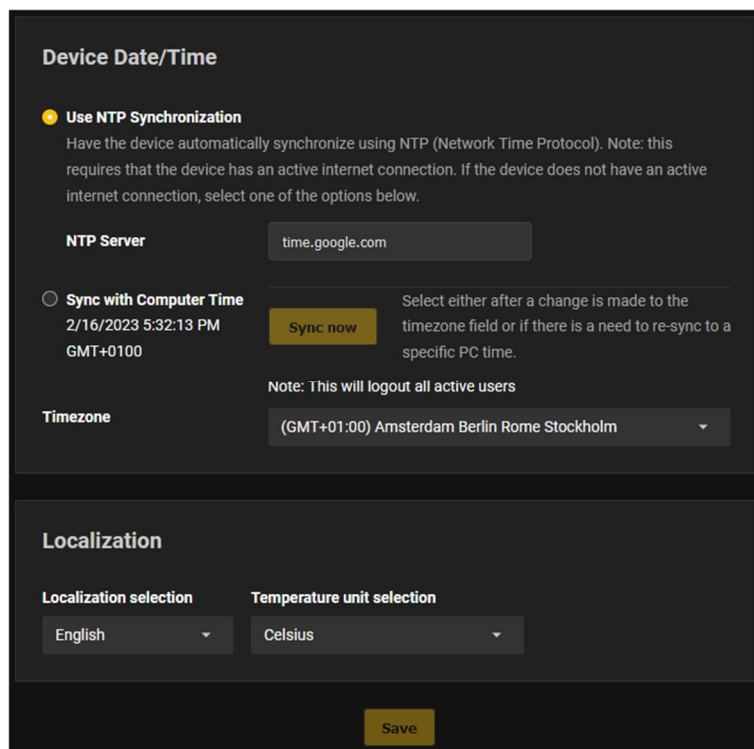 Device Date/Time
Use NTP Synchronization
Have the device automatically synchronize using NTP (Network Time Protocol). Note: this
requires that the device has an active internet connection. If the device does not have an active
internet connection, select one of the options below.
NTP Server
time.google.com
Sync with Computer Time
2/16/2023 5:32:13 PM
GMT+0100
Sync now
Select either after a change is made to the
timezone field or if there is a need to re-sync to a
specific PC time.
Note: This will logout all active users
Timezone
(GMT+01:00) Amsterdam Berlin Rome Stockholm
Localization
Localization selection
Temperature unit selection
English
Celsius
Save